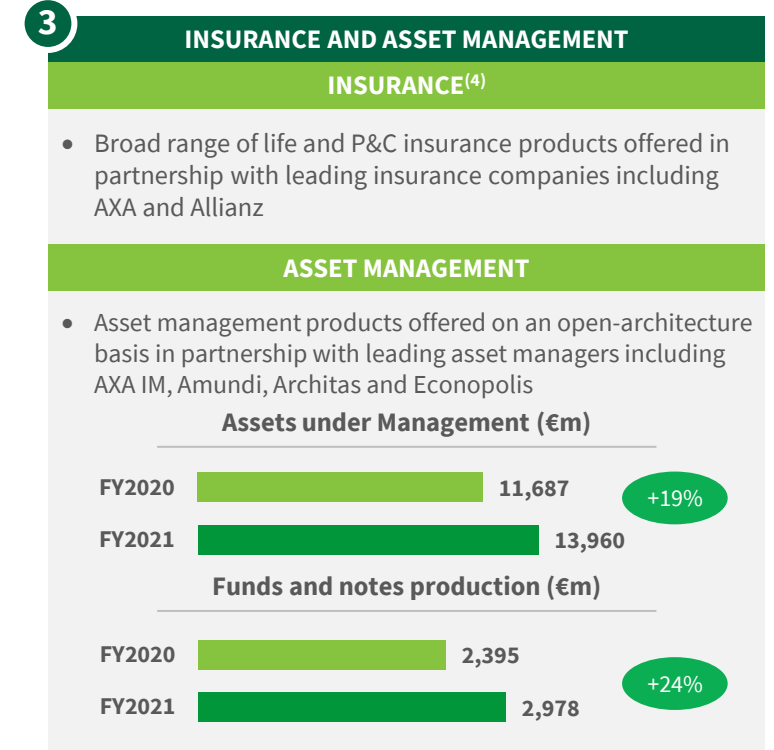 3
INSURANCE AND ASSET MANAGEMENT
INSURANCE(4)
• Broad range of life and P&C insurance products offered in
partnership with leading insurance companies including
AXA and Allianz
ASSET MANAGEMENT
• Asset management products offered on an open-architecture
basis in partnership with leading asset managers including
AXA IM, Amundi, Architas and Econopolis
Assets under Management (€m)
FY2020 11,687
+19%
FY2021 13,960
Funds and notes production (€m)
FY2020 2,395
+24%
FY2021 2,978